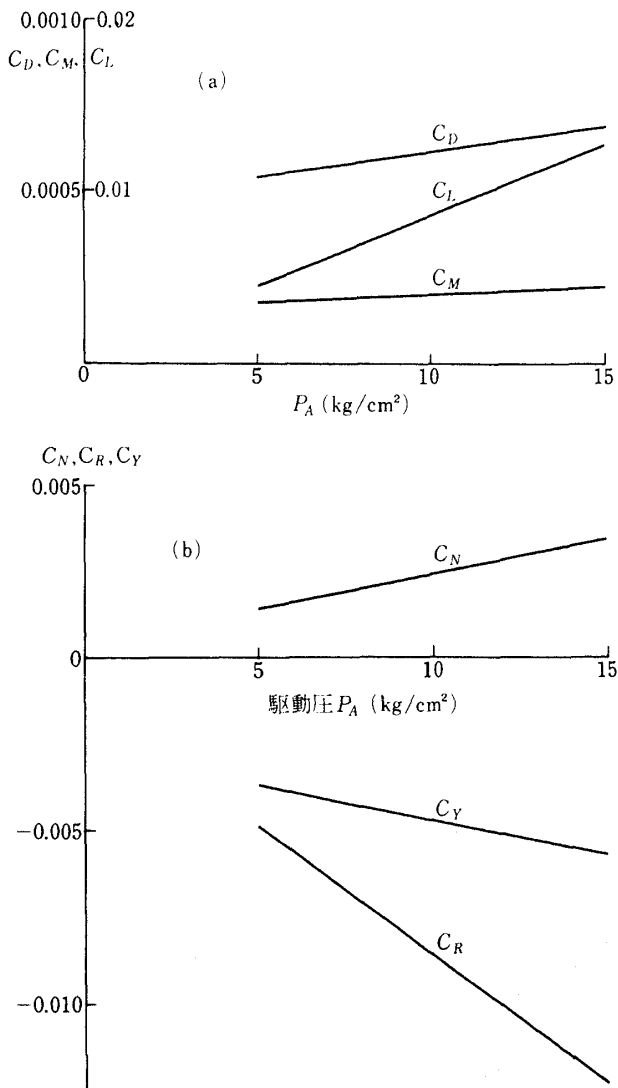 0.0010 0.02
C_D, C_M, C_L
(a)
C_D
0.0005 0.01
C_L
C_M
0 5 10 15
P_A (kg/cm²)
C_N, C_R, C_Y
0.005
(b)
C_N
0
5 10 15
駆動圧 P_A (kg/cm²)
C_Y
−0.005
C_R
−0.010